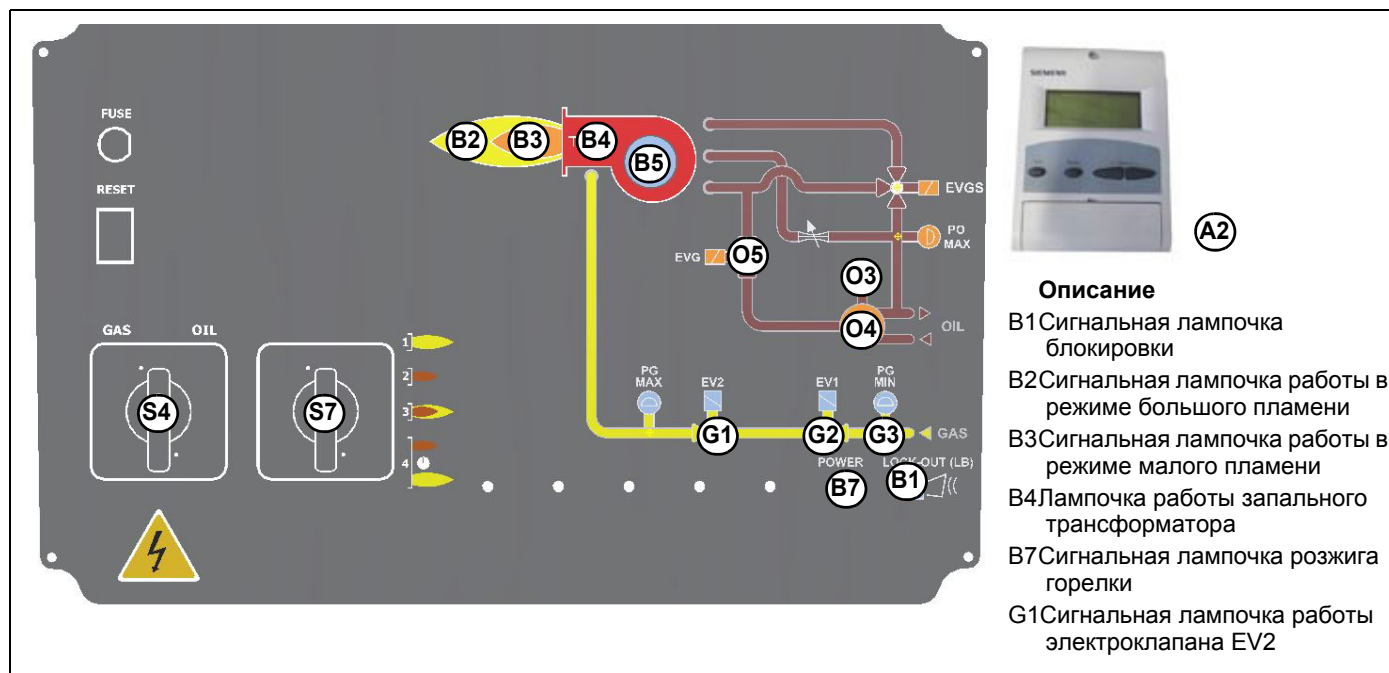 FUSE
RESET
GAS OIL
S4
S7
1
2
3
4
B2
B3
B4
B5
EVGS
PO
MAX
EVG
O5
O3
O4
OIL
PG
MAX
EV2
EV1
PG
MIN
G1
G2
G3
GAS
POWER
LOCK-OUT (LB)
B7
B1
SIEMENS
A2
Описание
B1Сигнальная лампочка
блокировки
B2Сигнальная лампочка работы в
режиме большого пламени
B3Сигнальная лампочка работы в
режиме малого пламени
B4Лампочка работы запального
трансформатора
B7Сигнальная лампочка розжига
горелки
G1Сигнальная лампочка работы
электроклапана EV2